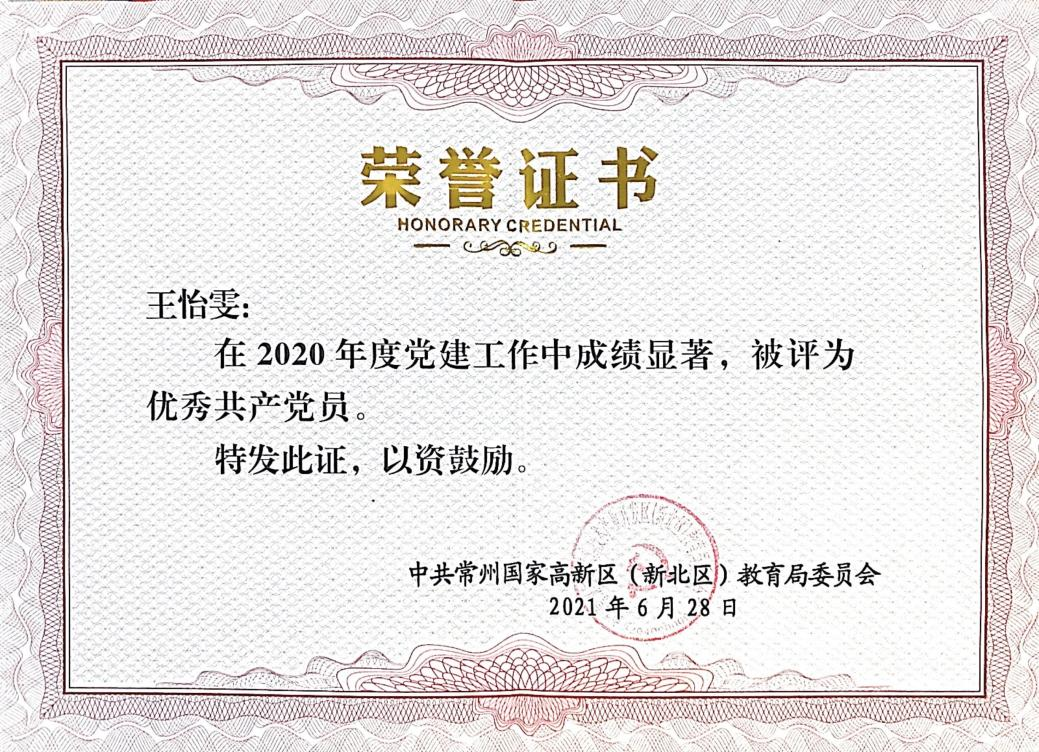 荣誉证书
HONORARY CREDENTIAL
王怡雯:
在 2020 年度党建工作中成绩显著，被评为
优秀共产党员。
特发此证，以资鼓励。
中共常州国家高新区（新北区）教育局委员会
2021 年 6 月 28 日